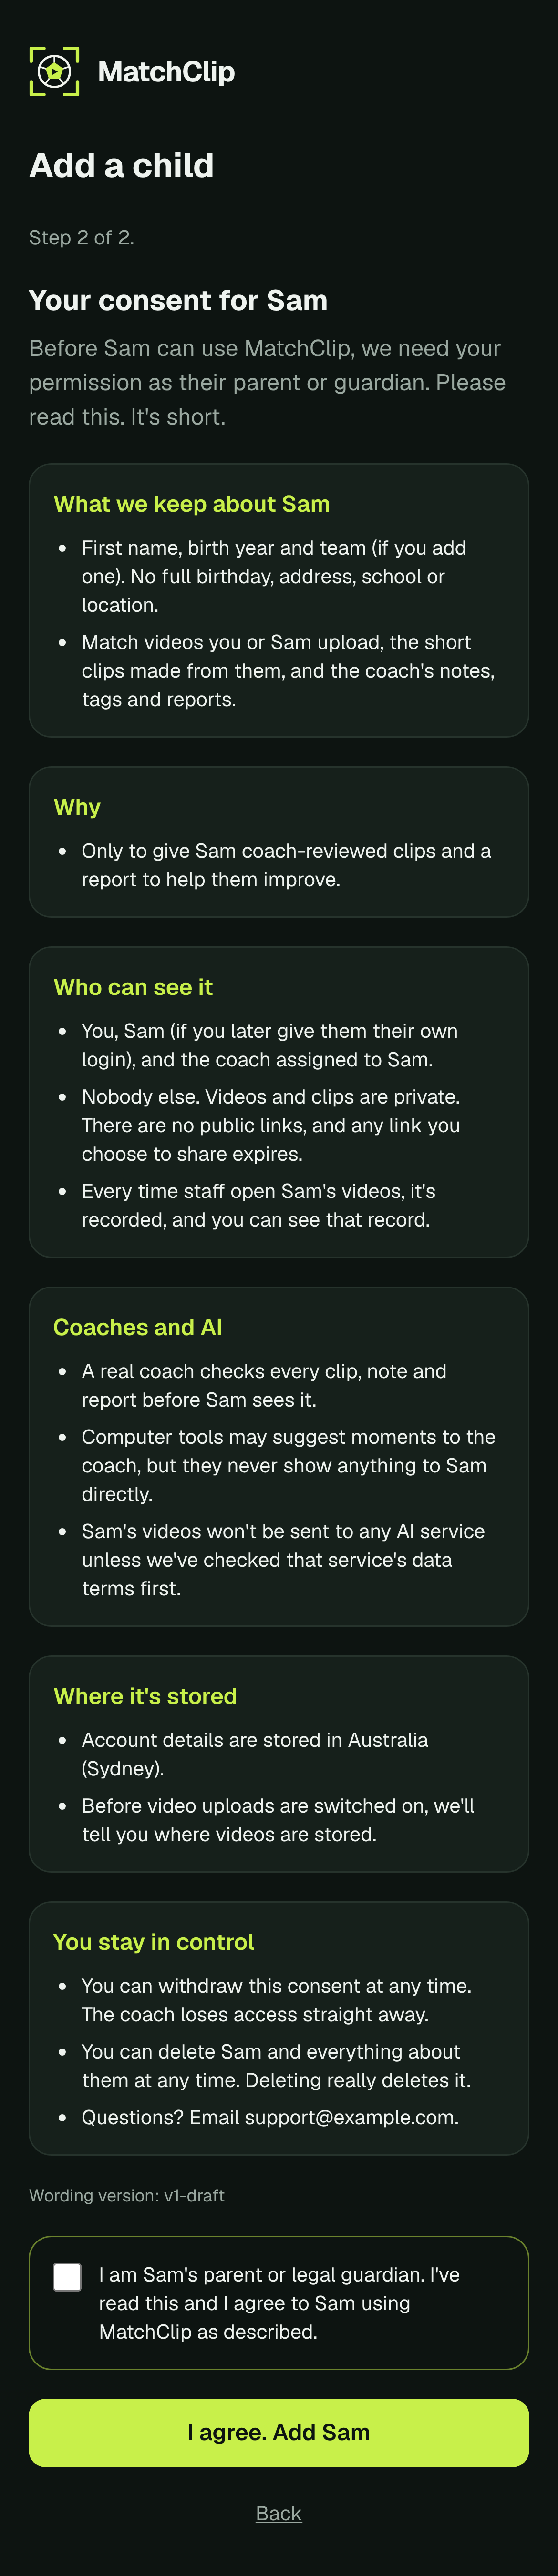 MatchClip
Add a child
Step 2 of 2.
Your consent for Sam
Before Sam can use MatchClip, we need your
permission as their parent or guardian. Please
read this. It's short.
What we keep about Sam
• First name, birth year and team (if you add
one). No full birthday, address, school or
location.
• Match videos you or Sam upload, the short
clips made from them, and the coach's notes,
tags and reports.
Why
• Only to give Sam coach-reviewed clips and a
report to help them improve.
Who can see it
• You, Sam (if you later give them their own
login), and the coach assigned to Sam.
• Nobody else. Videos and clips are private.
There are no public links, and any link you
choose to share expires.
• Every time staff open Sam's videos, it's
recorded, and you can see that record.
Coaches and AI
• A real coach checks every clip, note and
report before Sam sees it.
• Computer tools may suggest moments to the
coach, but they never show anything to Sam
directly.
• Sam's videos won't be sent to any AI service
unless we've checked that service's data
terms first.
Where it's stored
• Account details are stored in Australia
(Sydney).
• Before video uploads are switched on, we'll
tell you where videos are stored.
You stay in control
• You can withdraw this consent at any time.
The coach loses access straight away.
• You can delete Sam and everything about
them at any time. Deleting really deletes it.
• Questions? Email support@example.com.
Wording version: v1-draft
I am Sam's parent or legal guardian. I've
read this and I agree to Sam using
MatchClip as described.
I agree. Add Sam
Back